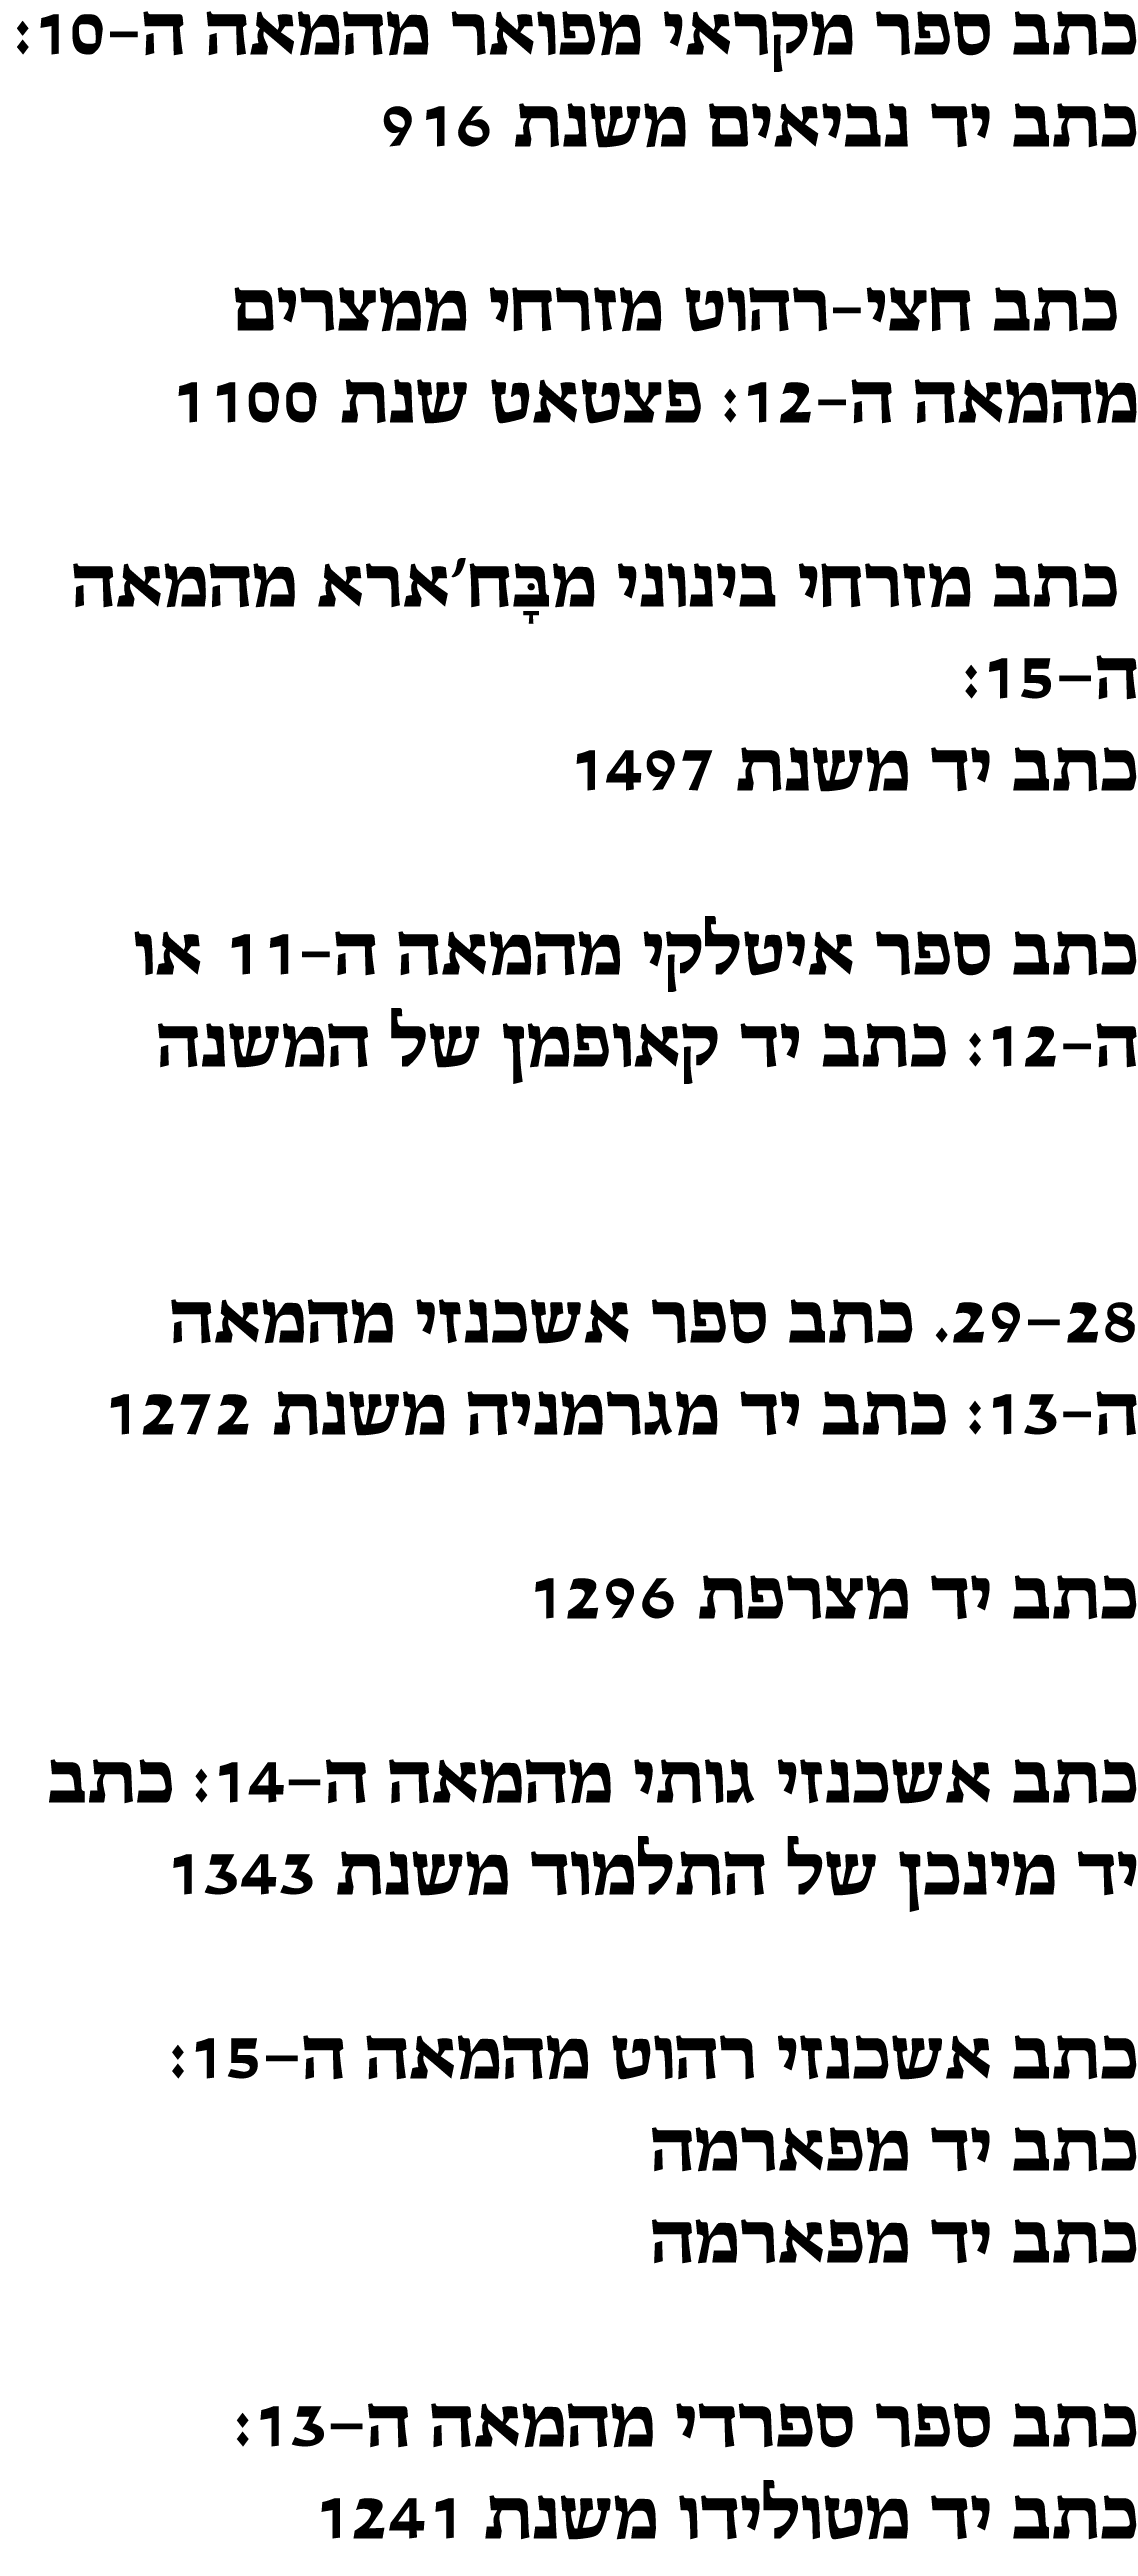 כתב ספר מקראי מפואר מהמאה ה–10:
כתב יד נביאים משנת 916
כתב חצי–רהוט מזרחי ממצרים
מהמאה ה–12: פצטאט שנת 1100
כתב מזרחי בינוני מבָּח׳ארא מהמאה
ה–15:
כתב יד משנת 1497
כתב ספר איטלקי מהמאה ה–11 או
ה–12: כתב יד קאופמן של המשנה
28–29. כתב ספר אשכנזי מהמאה
ה–13: כתב יד מגרמניה משנת 1272
כתב יד מצרפת 1296
כתב אשכנזי גותי מהמאה ה–14: כתב
יד מינכן של התלמוד משנת 1343
כתב אשכנזי רהוט מהמאה ה–15:
כתב יד מפארמה
כתב יד מפארמה
כתב ספר ספרדי מהמאה ה–13:
כתב יד מטולידו משנת 1241